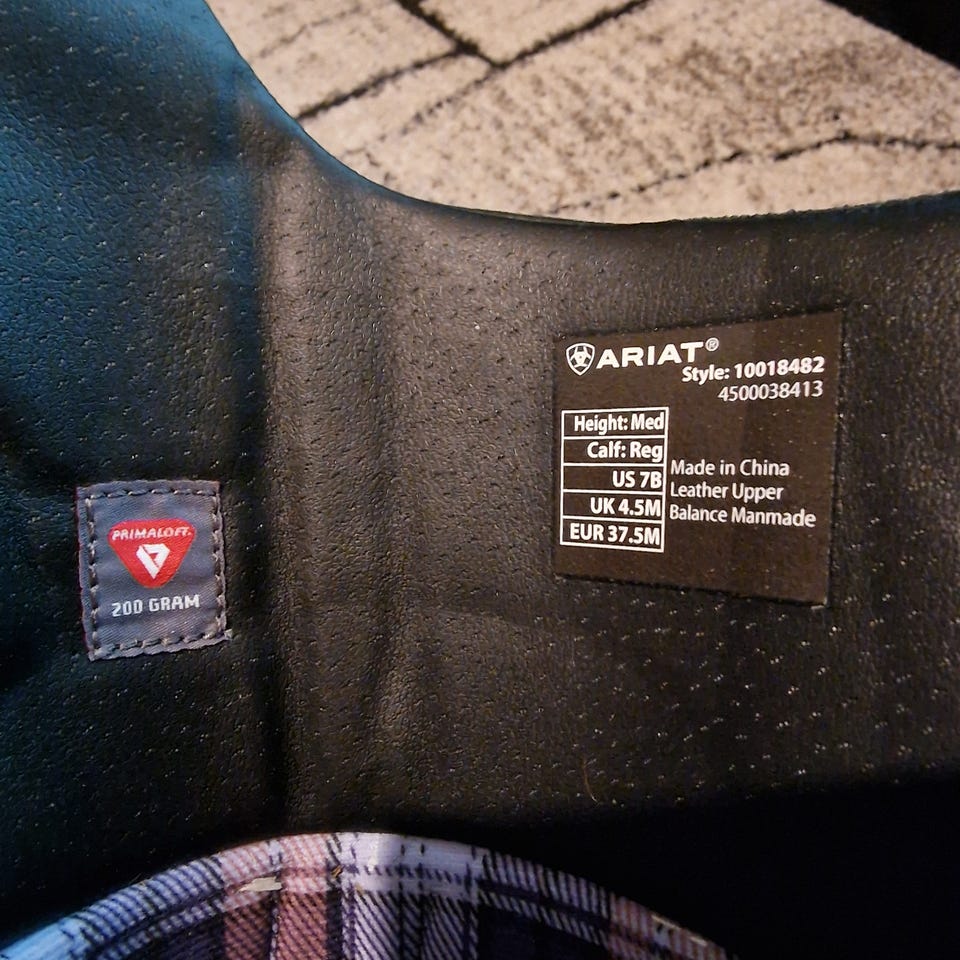 ARIAT®
Style: 10018482
4500038413
Height: Med
Calf: Reg
US 7B
UK 4.5M
EUR 37.5M
Made in China
Leather Upper
Balance Manmade
PRIMALOFT®
200 GRAM